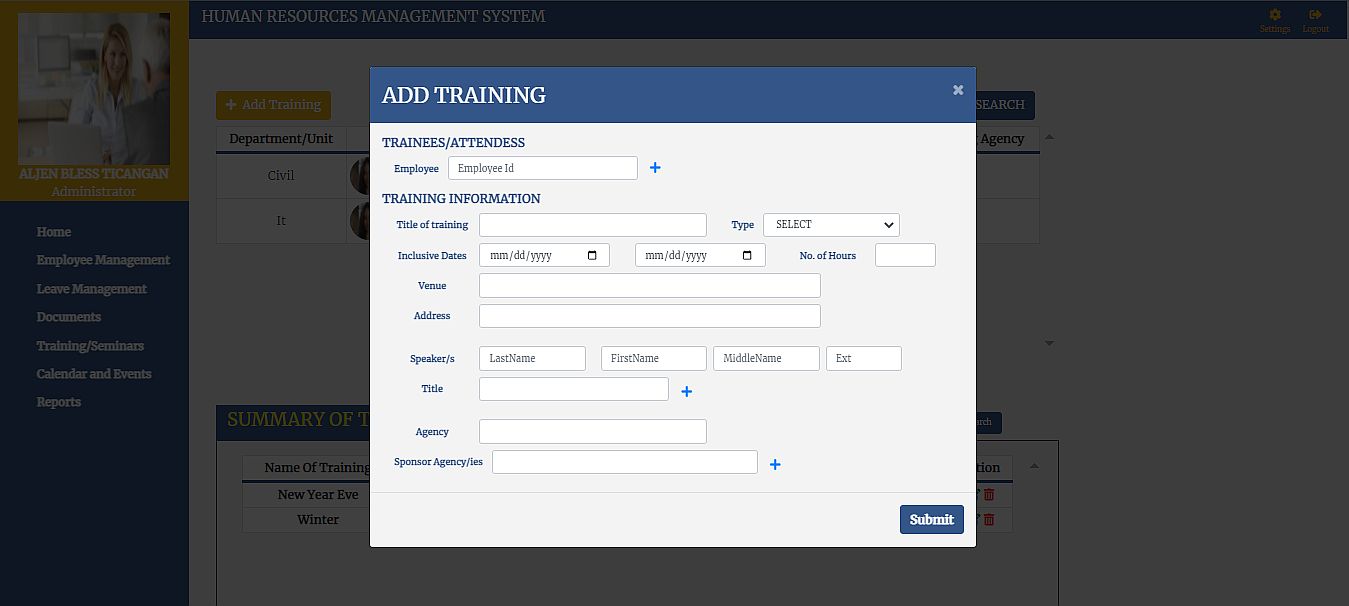 HUMAN RESOURCES MANAGEMENT SYSTEM
Settings Logout
ALJEN BLESS TICANGAN
Administrator
Home
Employee Management
Leave Management
Documents
Training/Seminars
Calendar and Events
Reports
+ Add Training
SEARCH
Department/Unit
Agency
Civil
It
ADD TRAINING
×
TRAINEES/ATTENDESS
Employee Employee Id +
TRAINING INFORMATION
Title of training Type SELECT
Inclusive Dates mm/dd/yyyy mm/dd/yyyy No. of Hours
Venue
Address
Speaker/s LastName FirstName MiddleName Ext
Title +
Agency
Sponsor Agency/ies +
Submit
SUMMARY OF
Name Of Training
New Year Eve
Winter